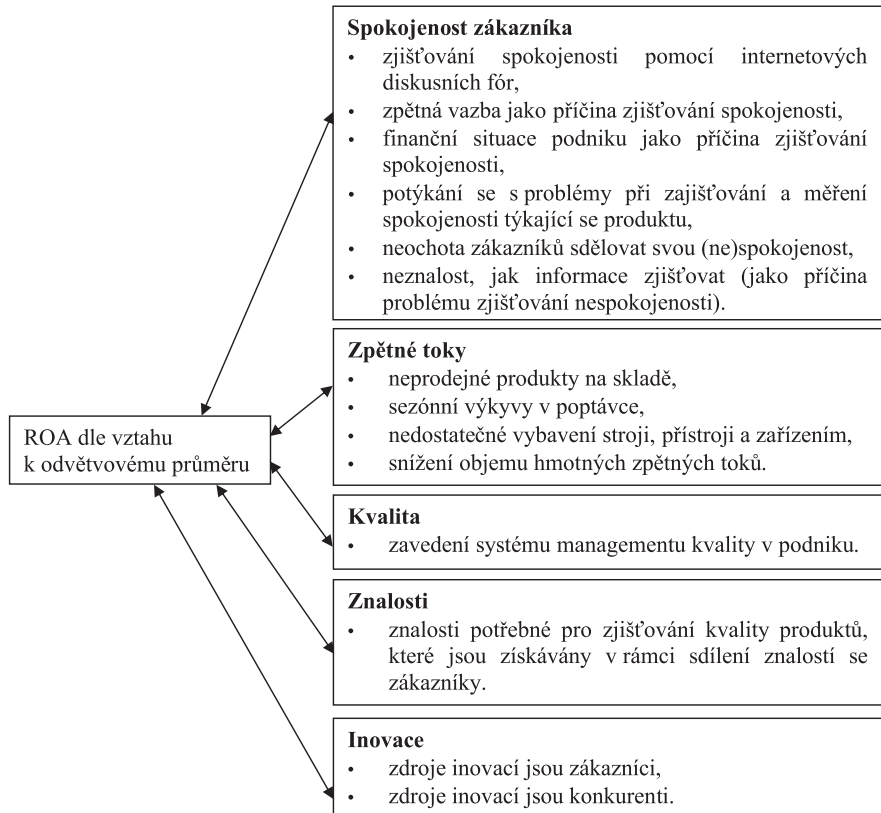 Spokojenost zákazníka
• zjišťování spokojenosti pomocí internetových
diskusních fór,
• zpětná vazba jako příčina zjišťování spokojenosti,
• finanční situace podniku jako příčina zjišťování
spokojenosti,
• potýkání se s problémy při zajišťování a měření
spokojenosti týkající se produktu,
• neochota zákazníků sdělovat svou (ne)spokojenost,
• neznalost, jak informace zjišťovat (jako příčina
problému zjišťování nespokojenosti).
Zpětné toky
• neprodejné produkty na skladě,
• sezónní výkyvy v poptávce,
• nedostatečné vybavení stroji, přístroji a zařízením,
• snížení objemu hmotných zpětných toků.
ROA dle vztahu
k odvětvovému průměru
Kvalita
• zavedení systému managementu kvality v podniku.
Znalosti
• znalosti potřebné pro zjišťování kvality produktů,
které jsou získávány v rámci sdílení znalostí se
zákazníky.
Inovace
• zdroje inovací jsou zákazníci,
• zdroje inovací jsou konkurenti.